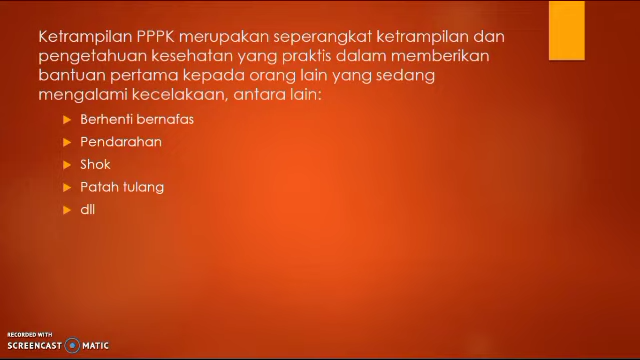 Ketrampilan PPPK merupakan seperangkat ketrampilan dan
pengetahuan kesehatan yang praktis dalam memberikan
bantuan pertama kepada orang lain yang sedang
mengalami kecelakaan, antara lain:
Berhenti bernafas
Pendarahan
Shok
Patah tulang
dll
RECORDED WITH
SCREENCAST MATIC